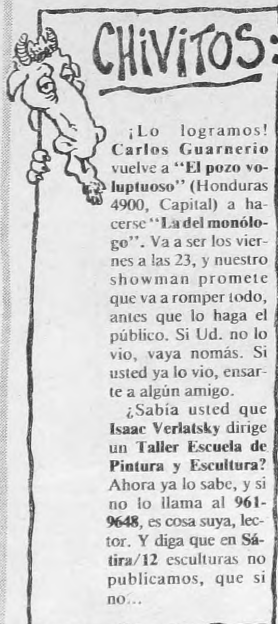 CHIVITOS:
¡Lo logramos!
Carlos Guarnerio
vuelve a “El pozo vo-
luptuoso” (Honduras
4900, Capital) a ha-
cerse “La del monólo-
go”. Va a ser los vier-
nes a las 23, y nuestro
showman promete
que va a romper todo,
antes que lo haga el
público. Si Ud. no lo
vio, vaya nomás. Si
usted ya lo vio, ensar-
te a algún amigo.
¿Sabía usted que
Isaac Verlatsky dirige
un Taller Escuela de
Pintura y Escultura?
Ahora ya lo sabe, y si
no lo llama al 961-
9648, es cosa suya, lec-
tor. Y diga que en Sá-
tira/12 esculturas no
publicamos, que si
no...